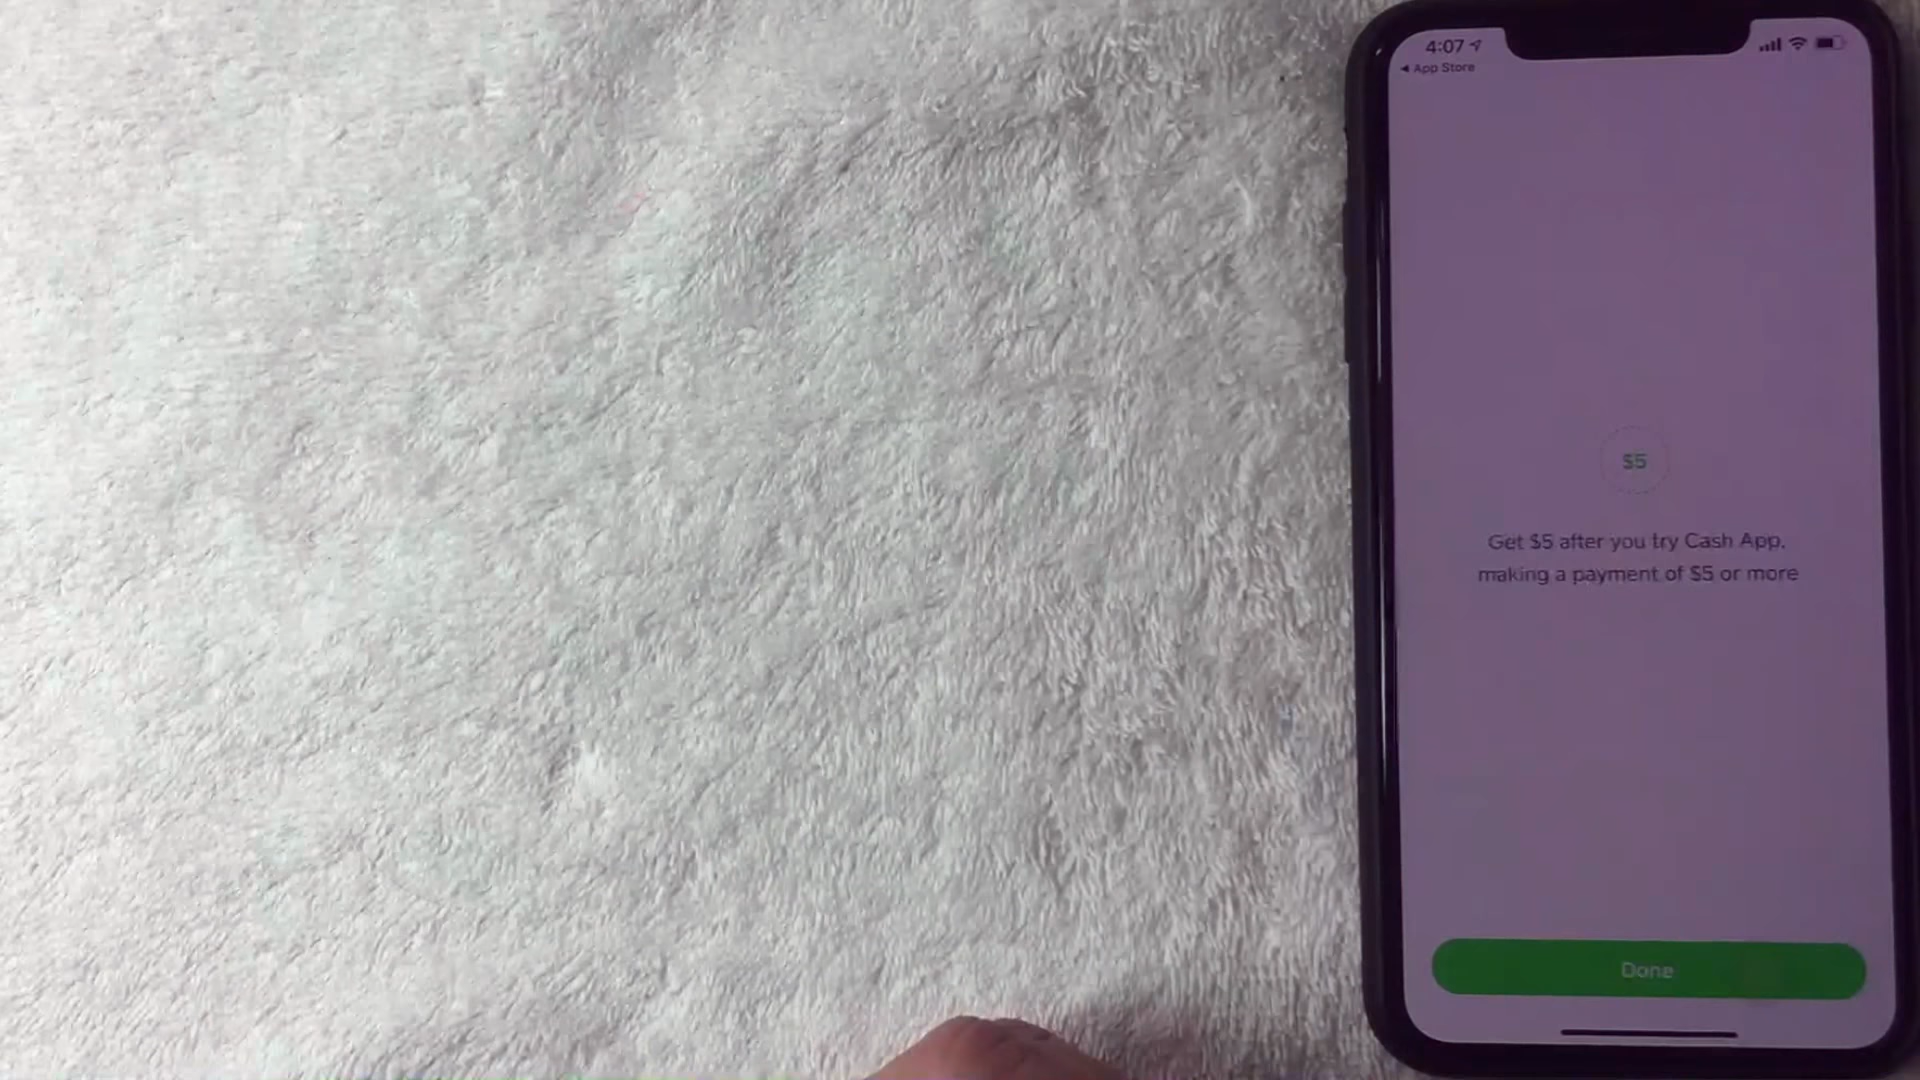 4:07
App Store
$5
Get $5 after you try Cash App,
making a payment of $5 or more
Done